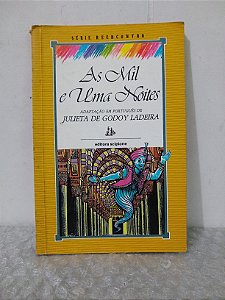 SÉRIE REENCONTRO
As Mil
e Uma Noites
ADAPTAÇÃO EM PORTUGUÊS DE
JULIETA DE GODOY LADEIRA
editora scipione